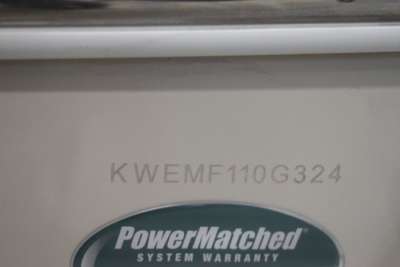 KWEMF110G324
PowerMatched
SYSTEM WARRANTY